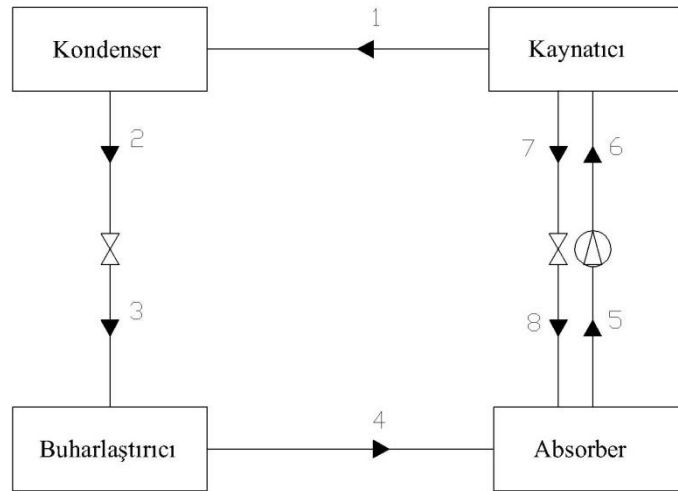 1
Kondenser
Kaynatıcı
2
7
6
3
8
5
4
Buharlaştırıcı
Absorber